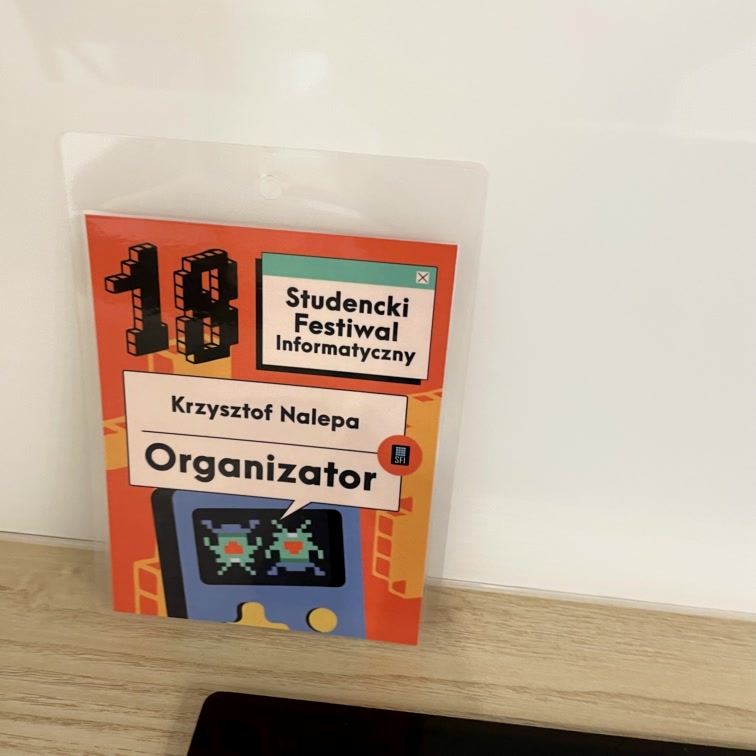 18
Studencki
Festiwal
Informatyczny
Krzysztof Nalepa
Organizator
SFI